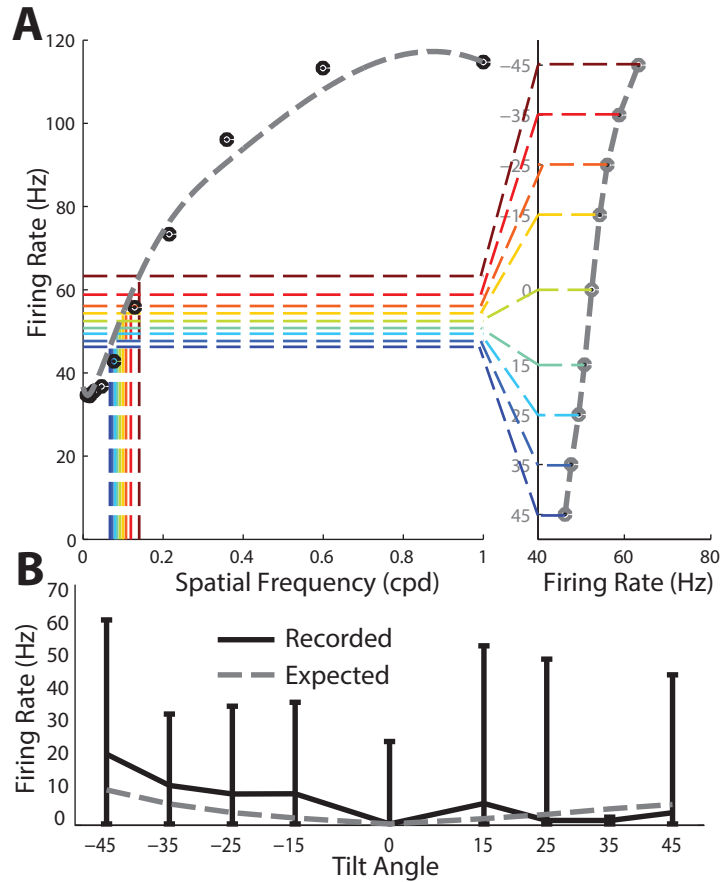 A
120
100
80
60
40
20
0
Firing Rate (Hz)
0 0.2 0.4 0.6 0.8 1
Spatial Frequency (cpd)
−45
−35
−25
−15
0
15
25
35
45
40 60 80
Firing Rate (Hz)
B
70
60
50
40
30
20
10
0
Firing Rate (Hz)
Recorded
Expected
−45 −35 −25 −15 0 15 25 35 45
Tilt Angle